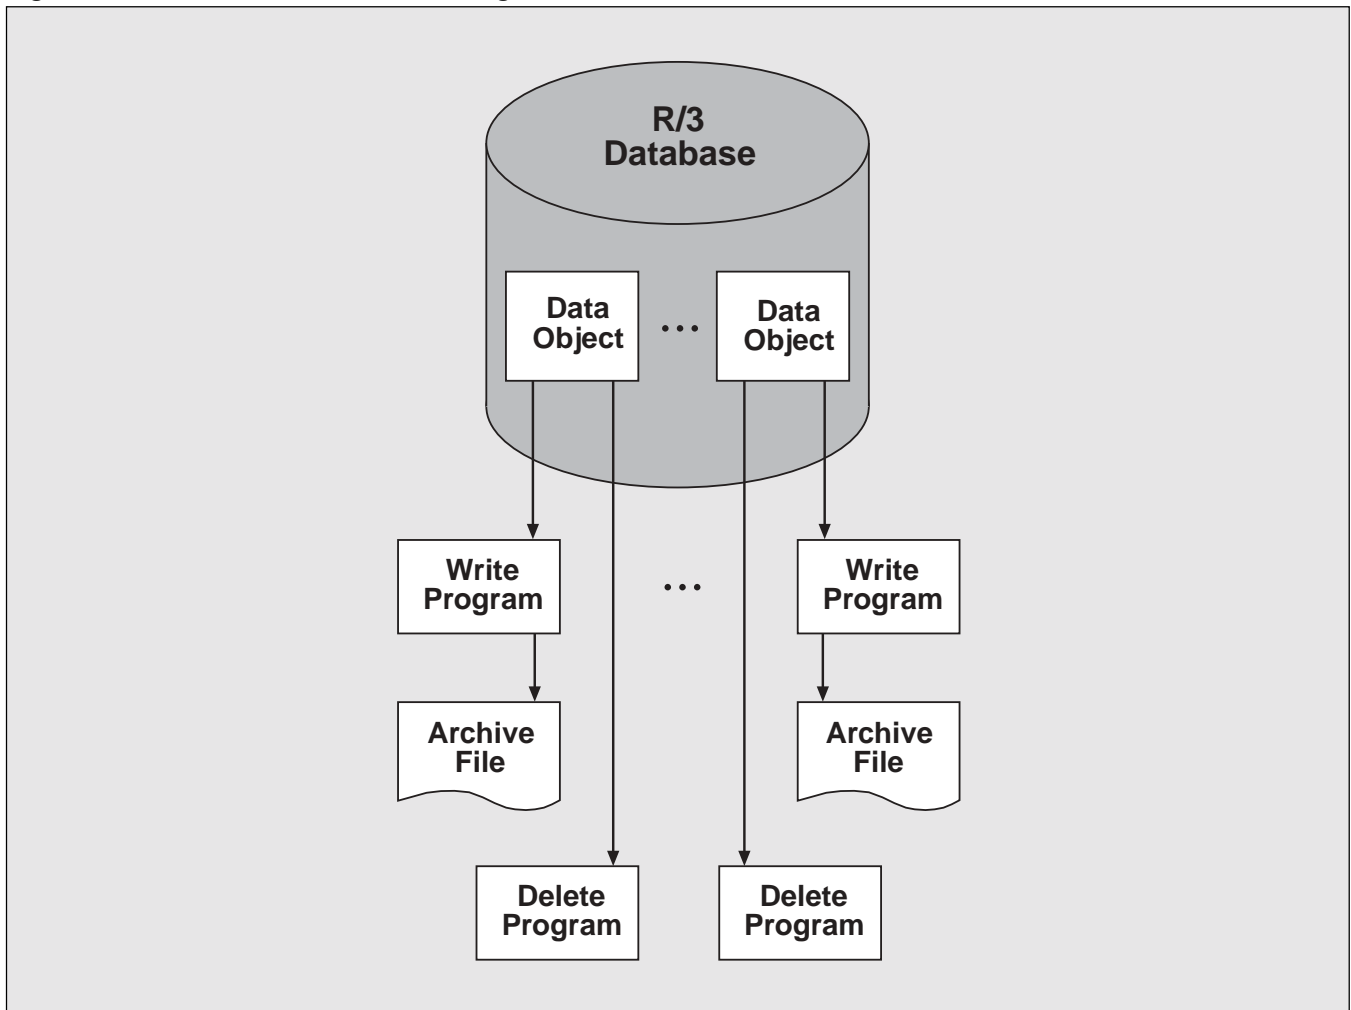 R/3
Database
Data
Object
...
Data
Object
Write
Program
...
Write
Program
Archive
File
Archive
File
Delete
Program
Delete
Program